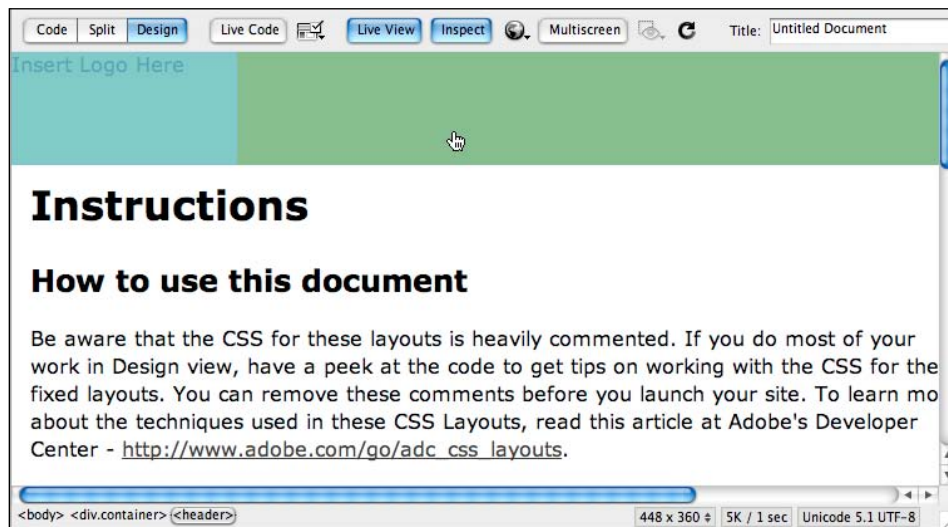 Code Split Design Live Code Live View Inspect Multiscreen Title: Untitled Document
Insert Logo Here
Instructions
How to use this document
Be aware that the CSS for these layouts is heavily commented. If you do most of your
work in Design view, have a peek at the code to get tips on working with the CSS for the
fixed layouts. You can remove these comments before you launch your site. To learn mo
about the techniques used in these CSS Layouts, read this article at Adobe's Developer
Center - http://www.adobe.com/go/adc_css_layouts.
<body> <div.container> <header> 448 x 360 5K / 1 sec Unicode 5.1 UTF-8